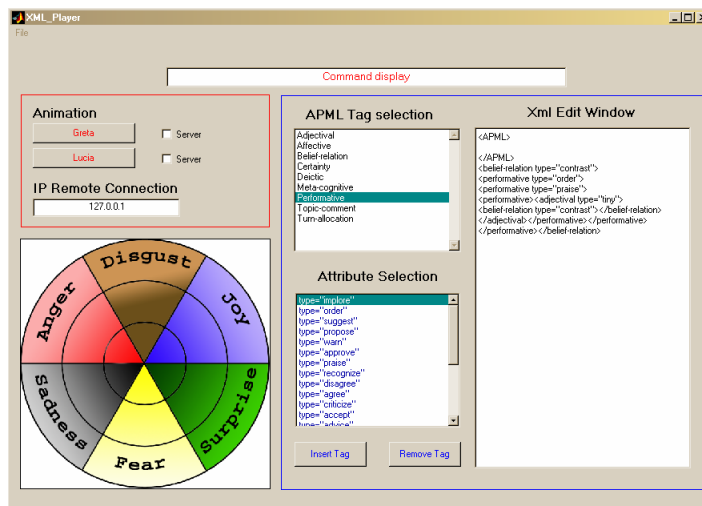 XML_Player
File
Command display
Animation
Greta
Server
Lucia
Server
IP Remote Connection
127.0.0.1
Disgust
Joy
Surprise
Fear
Sadness
Anger
APML Tag selection
Adjectival
Affective
Belief-relation
Certainty
Deictic
Meta-cognitive
Performative
Topic-comment
Turn-allocation
Attribute Selection
type="implore"
type="order"
type="suggest"
type="propose"
type="warn"
type="approve"
type="praise"
type="recognize"
type="disagree"
type="agree"
type="criticize"
type="accept"
type="advice"
Insert Tag
Remove Tag
Xml Edit Window
<APML>
</APML>
<belief-relation type="contrast">
<performative type="order">
<performative type="praise">
<performative><adjectival type="tiny">
<belief-relation type="contrast"></belief-relation>
</adjectival></performative></performative>
</performative></belief-relation>